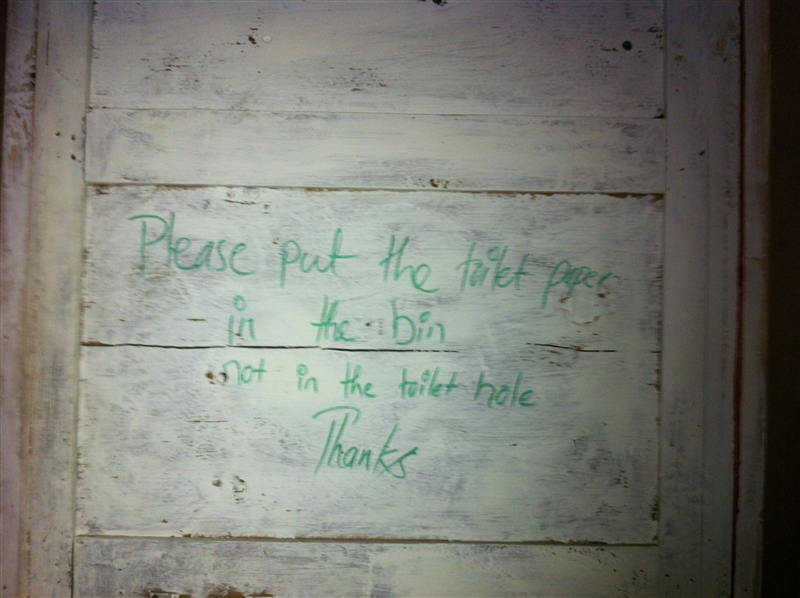 Please put the toilet paper
in the bin
not in the toilet hole
Thanks